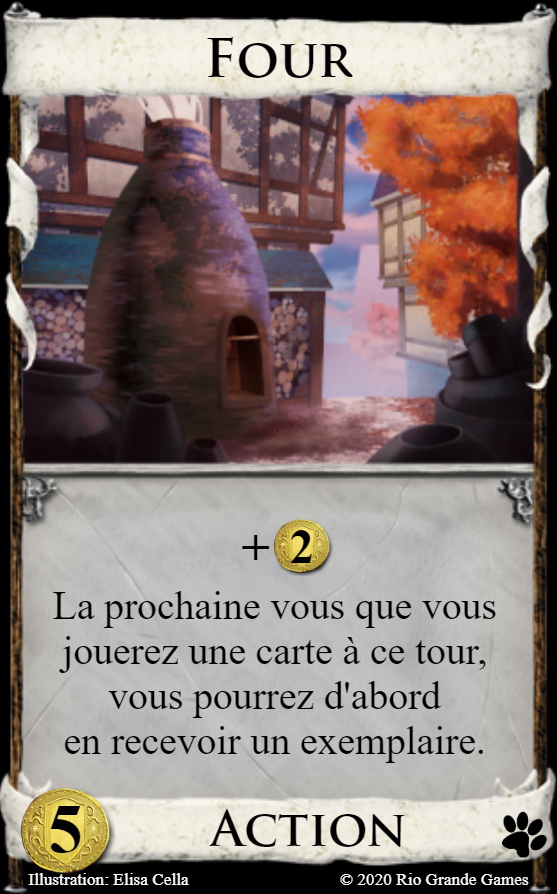 Four
+2
La prochaine vous que vous
jouerez une carte à ce tour,
vous pourrez d'abord
en recevoir un exemplaire.
5
Action
Illustration: Elisa Cella
© 2020 Rio Grande Games